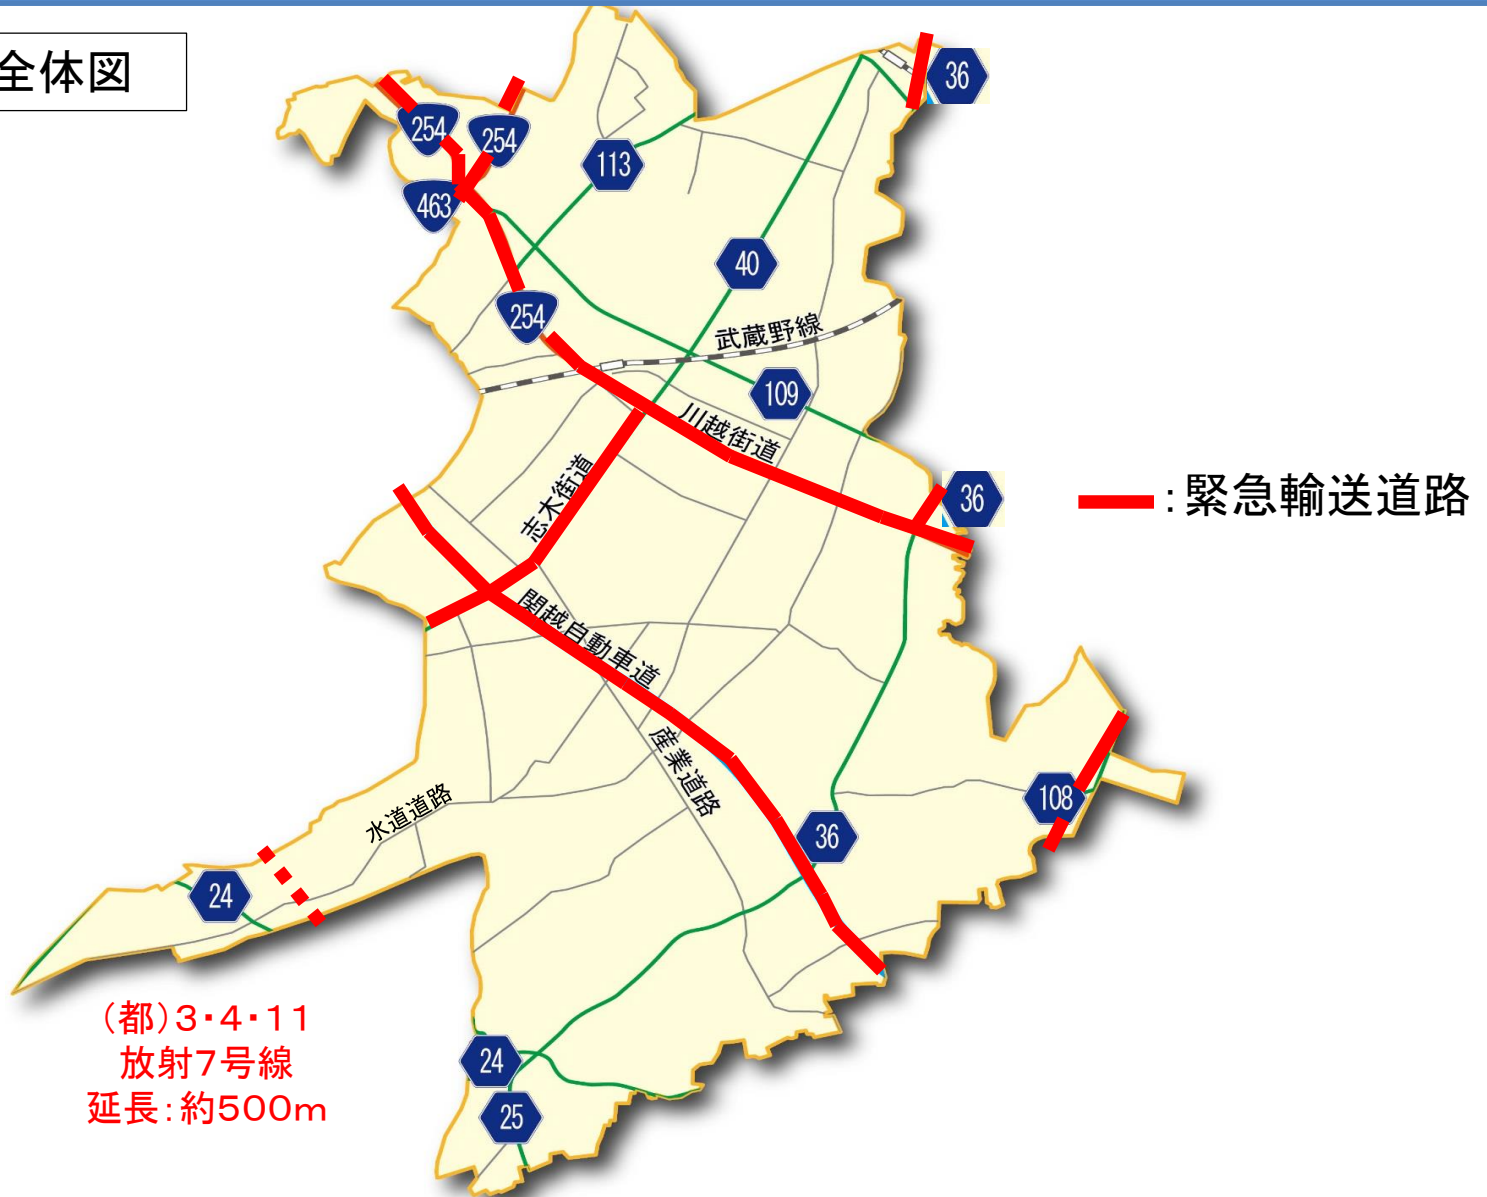 全体図
36
254
254
113
463
40
254
武蔵野線
109
川越街道
志木街道
36
:緊急輸送道路
関越自動車道
産業道路
水道道路
108
36
24
(都)3・4・11
放射7号線
延長:約500m
24
25